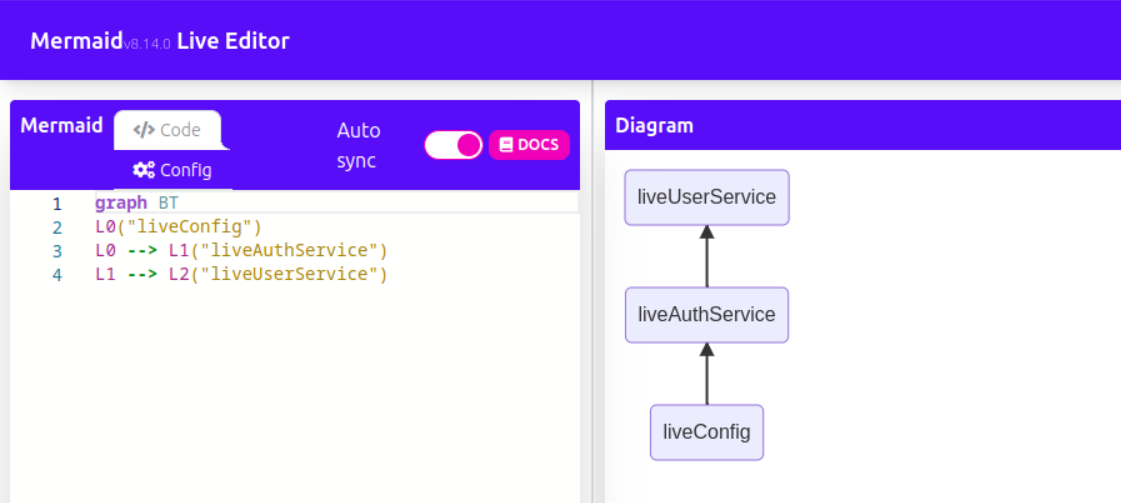 Mermaid v8.14.0 Live Editor
Mermaid
</> Code
Config
Auto
sync
DOCS
1 graph BT
2 L0("liveConfig")
3 L0 --> L1("liveAuthService")
4 L1 --> L2("liveUserService")
Diagram
liveUserService
liveAuthService
liveConfig